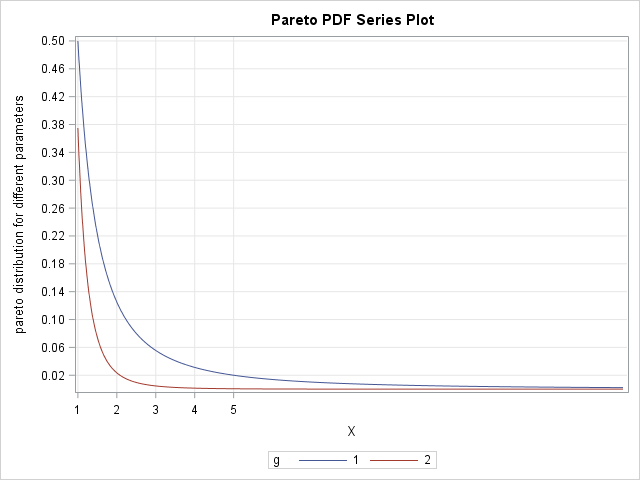 Pareto PDF Series Plot
pareto distribution for different parameters
0.50
0.46
0.42
0.38
0.34
0.30
0.26
0.22
0.18
0.14
0.10
0.06
0.02
1 2 3 4 5
X
g 1 2